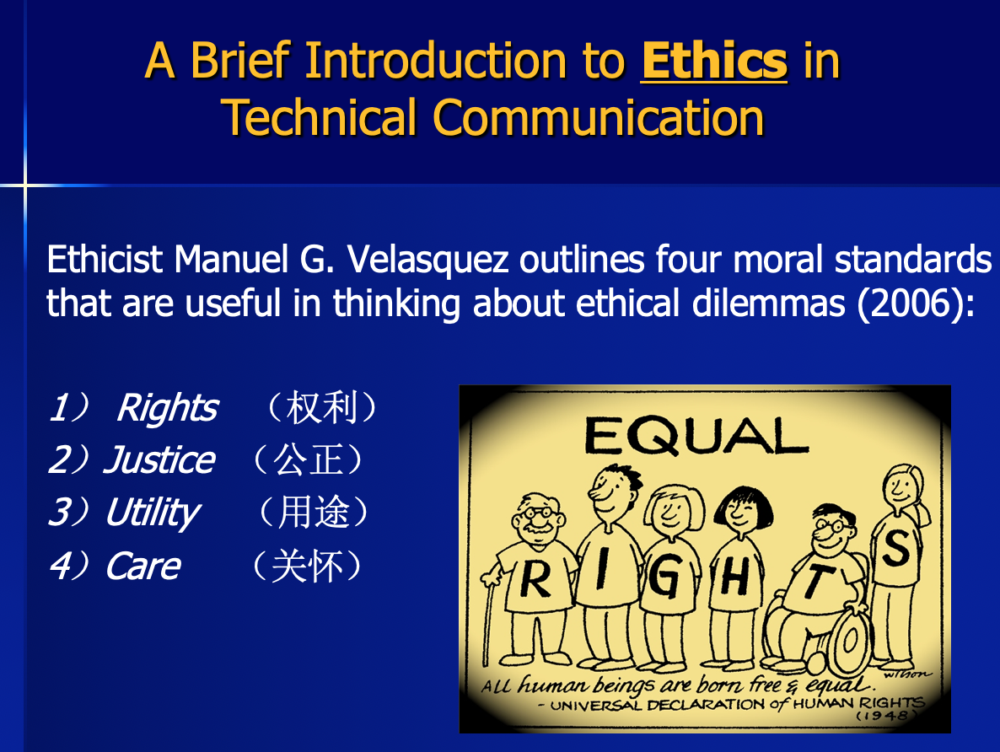 A Brief Introduction to Ethics in
Technical Communication
Ethicist Manuel G. Velasquez outlines four moral standards
that are useful in thinking about ethical dilemmas (2006):
1） Rights （权利）
2）Justice （公正）
3）Utility （用途）
4）Care （关怀）
EQUAL
R I G H T S
wilson
ALL human beings are born free & equal.
- UNIVERSAL DECLARATION of HUMAN RIGHTS
(1948)